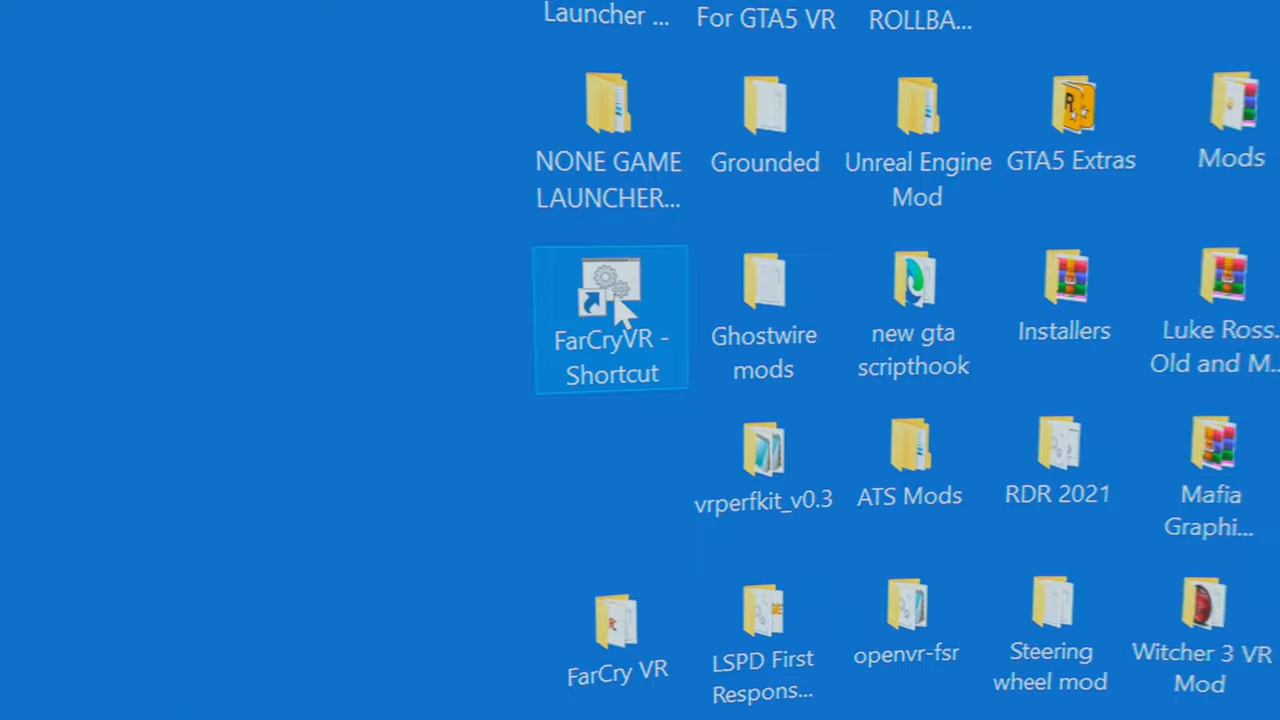 Launcher ...
For GTA5 VR
ROLLBA...
NONE GAME
LAUNCHER...
Grounded
Unreal Engine
Mod
GTA5 Extras
Mods
FarCryVR -
Shortcut
Ghostwire
mods
new gta
scripthook
Installers
Luke Ross.
Old and M..
vrperfkit_v0.3
ATS Mods
RDR 2021
Mafia
Graphi...
FarCry VR
LSPD First
Respons...
openvr-fsr
Steering
wheel mod
Witcher 3 VR
Mod